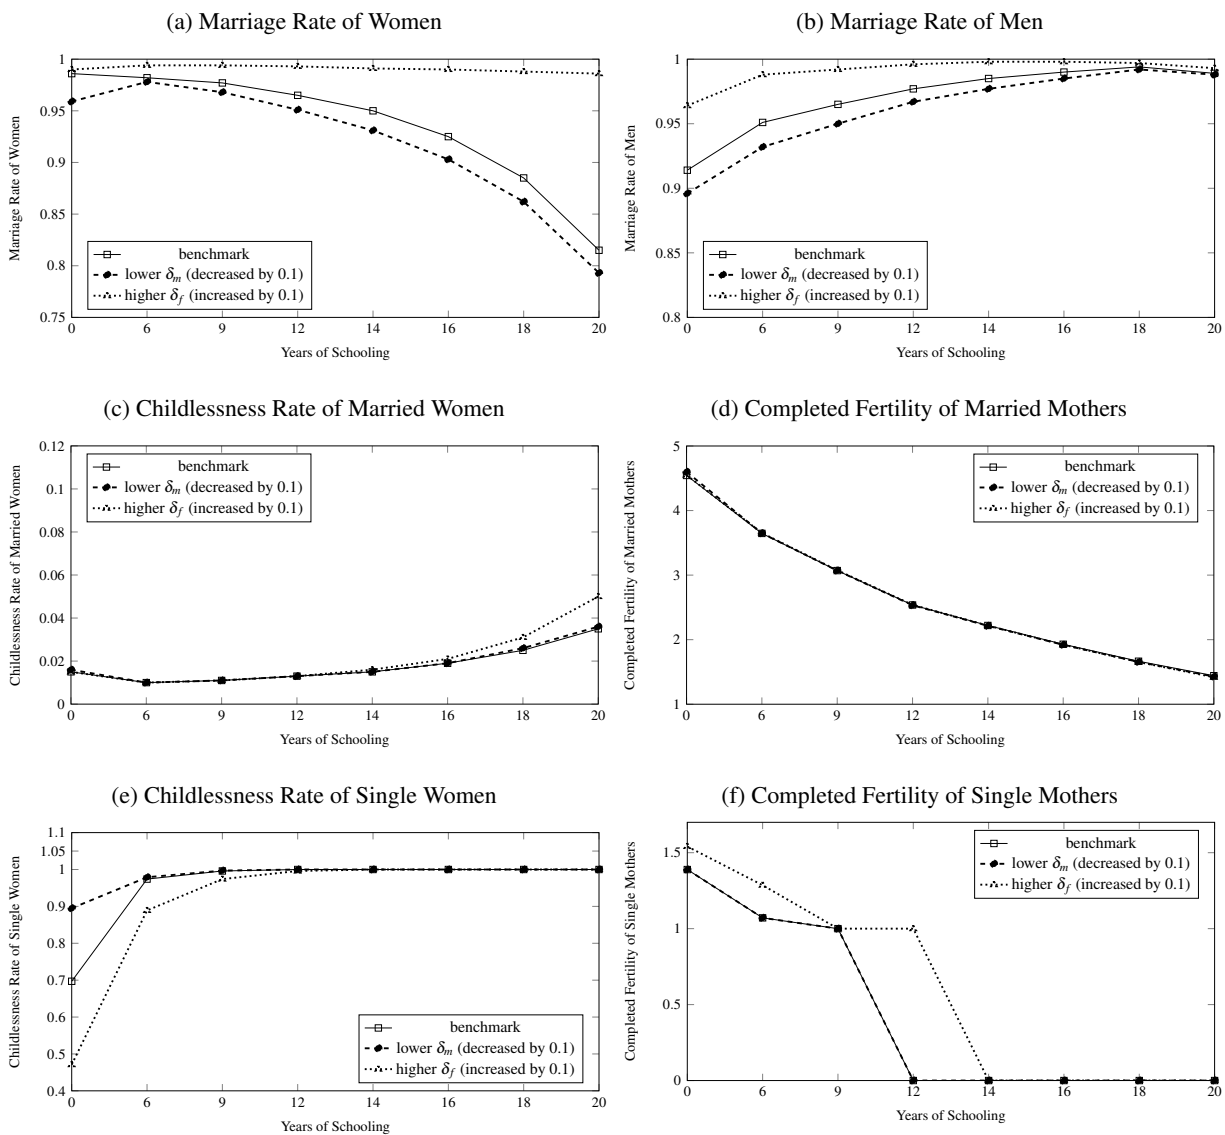 (a) Marriage Rate of Women
1
0.95
0.9
0.85
0.8
0.75
0 6 9 12 14 16 18 20
Marriage Rate of Women
Years of Schooling
benchmark
lower δm (decreased by 0.1)
higher δf (increased by 0.1)
(b) Marriage Rate of Men
1
0.95
0.9
0.85
0.8
0 6 9 12 14 16 18 20
Marriage Rate of Men
Years of Schooling
benchmark
lower δm (decreased by 0.1)
higher δf (increased by 0.1)
(c) Childlessness Rate of Married Women
0.12
0.1
0.08
0.06
0.04
0.02
0
0 6 9 12 14 16 18 20
Childlessness Rate of Married Women
Years of Schooling
benchmark
lower δm (decreased by 0.1)
higher δf (increased by 0.1)
(d) Completed Fertility of Married Mothers
5
4
3
2
1
0 6 9 12 14 16 18 20
Completed Fertility of Married Mothers
Years of Schooling
benchmark
lower δm (decreased by 0.1)
higher δf (increased by 0.1)
(e) Childlessness Rate of Single Women
1.1
1.05
1
0.9
0.8
0.7
0.6
0.5
0.4
0 6 9 12 14 16 18 20
Childlessness Rate of Single Women
Years of Schooling
benchmark
lower δm (decreased by 0.1)
higher δf (increased by 0.1)
(f) Completed Fertility of Single Mothers
1.5
1
0.5
0
0 6 9 12 14 16 18 20
Completed Fertility of Single Mothers
Years of Schooling
benchmark
lower δm (decreased by 0.1)
higher δf (increased by 0.1)